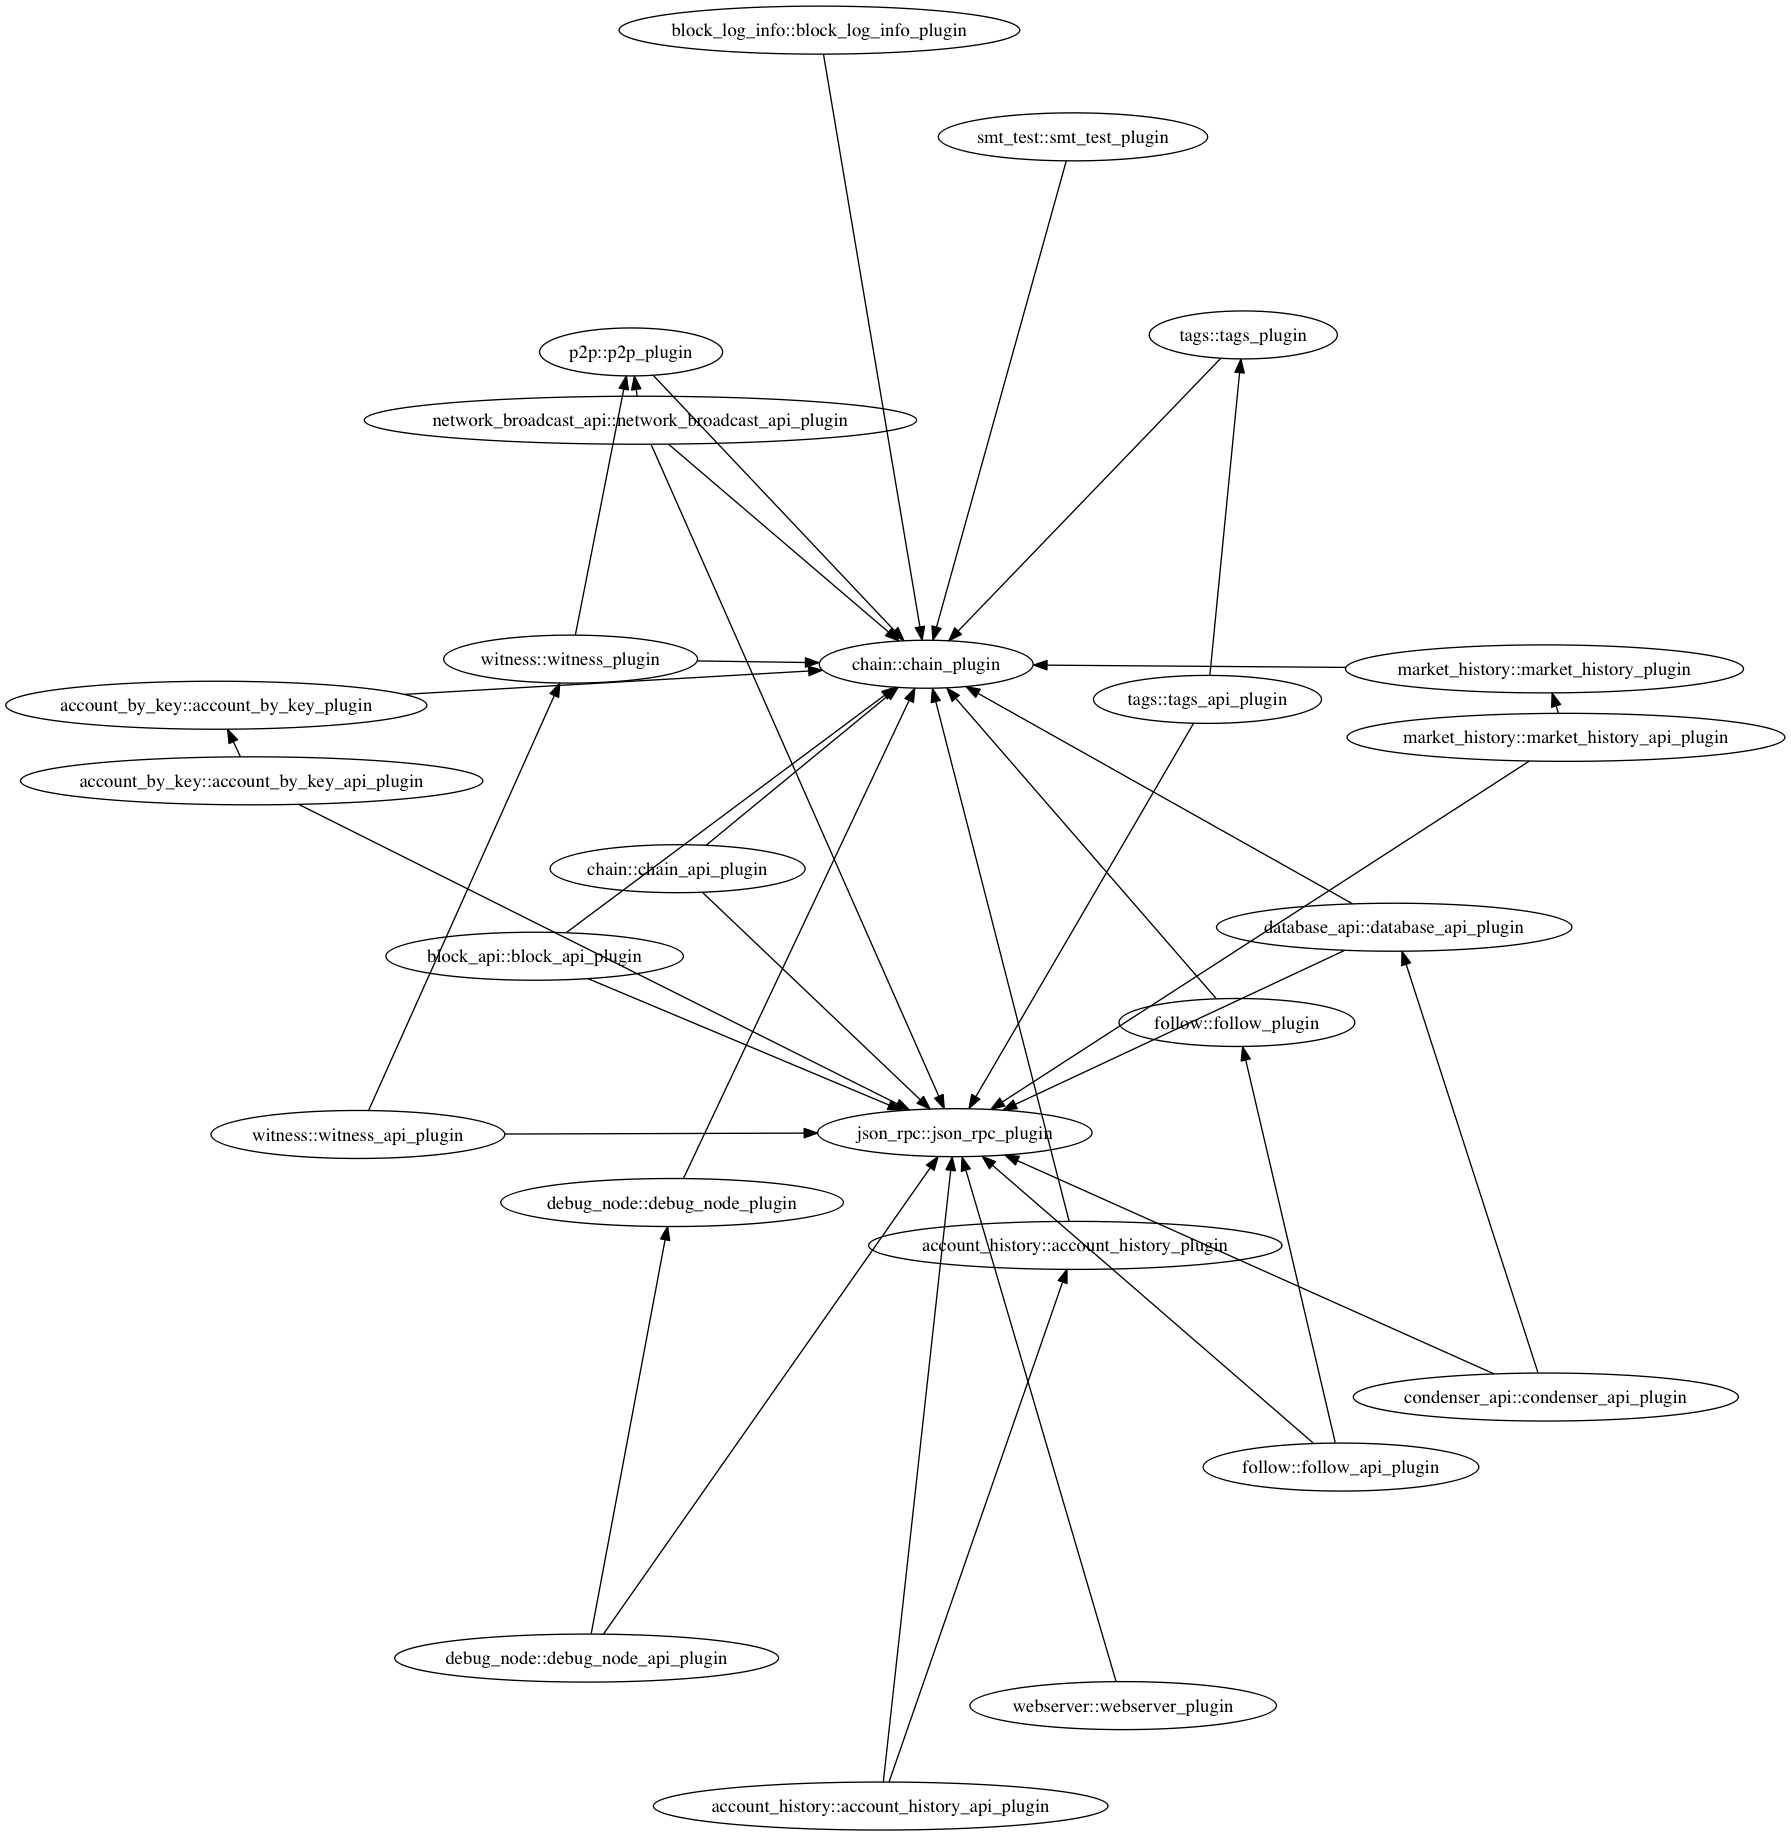 block_log_info::block_log_info_plugin
smt_test::smt_test_plugin
tags::tags_plugin
p2p::p2p_plugin
network_broadcast_api::network_broadcast_api_plugin
witness::witness_plugin
chain::chain_plugin
market_history::market_history_plugin
account_by_key::account_by_key_plugin
tags::tags_api_plugin
market_history::market_history_api_plugin
account_by_key::account_by_key_api_plugin
chain::chain_api_plugin
database_api::database_api_plugin
block_api::block_api_plugin
follow::follow_plugin
witness::witness_api_plugin
json_rpc::json_rpc_plugin
debug_node::debug_node_plugin
account_history::account_history_plugin
condenser_api::condenser_api_plugin
follow::follow_api_plugin
debug_node::debug_node_api_plugin
webserver::webserver_plugin
account_history::account_history_api_plugin